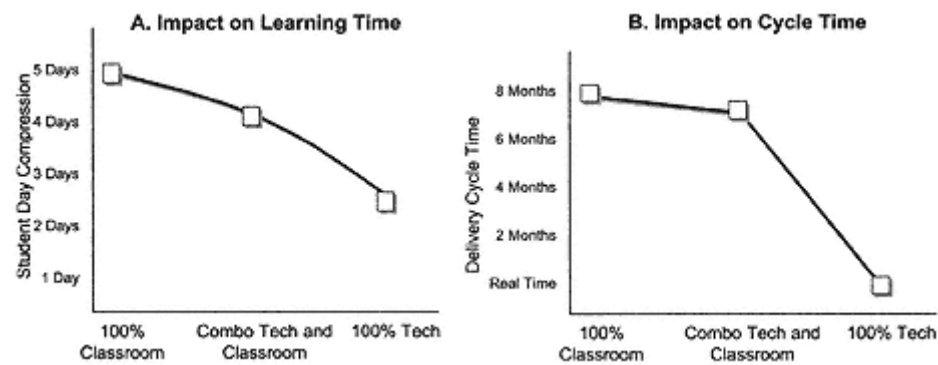 A. Impact on Learning Time
Student Day Compression
5 Days
4 Days
3 Days
2 Days
1 Day
100%
Classroom
Combo Tech and
Classroom
100% Tech
B. Impact on Cycle Time
Delivery Cycle Time
8 Months
6 Months
4 Months
2 Months
Real Time
100%
Classroom
Combo Tech and
Classroom
100% Tech